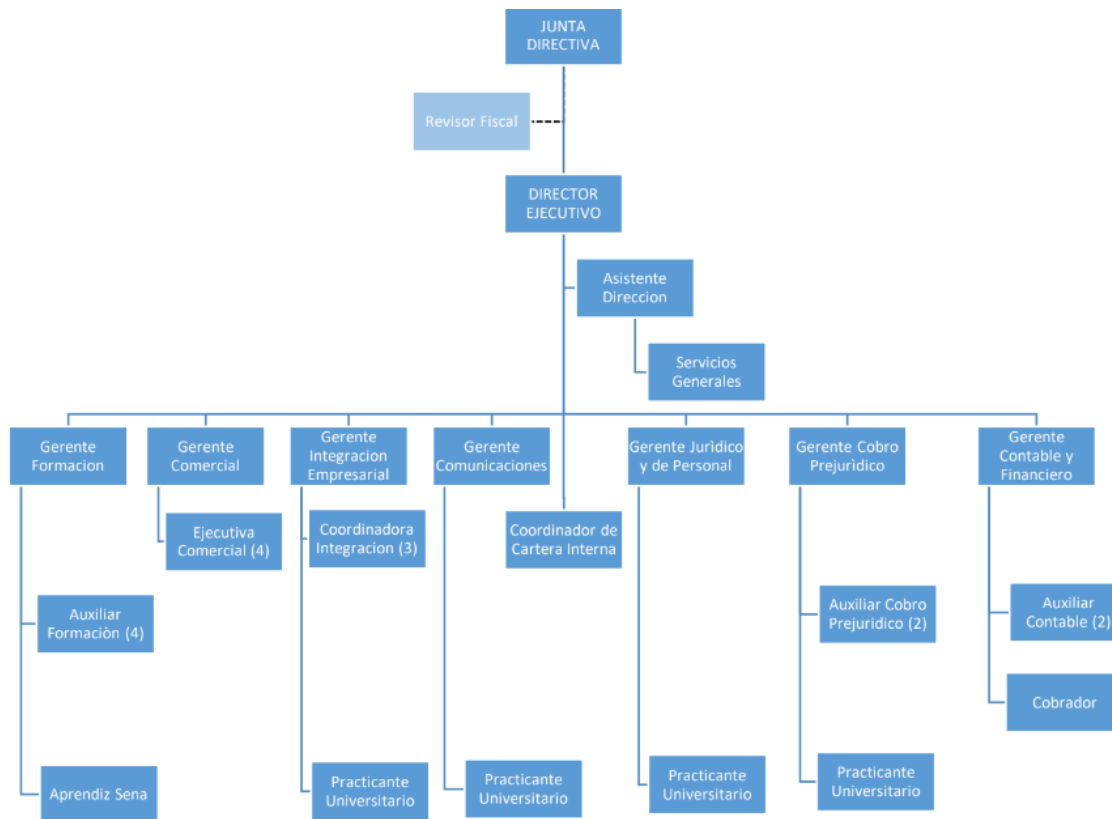 JUNTA
DIRECTIVA
Revisor Fiscal
DIRECTOR
EJECUTIVO
Asistente
Direccion
Servicios
Generales
Gerente
Formacion
Gerente
Comercial
Gerente
Integracion
Empresarial
Gerente
Comunicaciones
Gerente Jurìdico
y de Personal
Gerente Cobro
Prejurìdico
Gerente
Contable y
Financiero
Ejecutiva
Comercial (4)
Coordinadora
Integracion (3)
Coordinador de
Cartera Interna
Auxiliar
Formaciòn (4)
Auxiliar Cobro
Prejuridico (2)
Auxiliar
Contable (2)
Cobrador
Aprendiz Sena
Practicante
Universitario
Practicante
Universitario
Practicante
Universitario
Practicante
Universitario